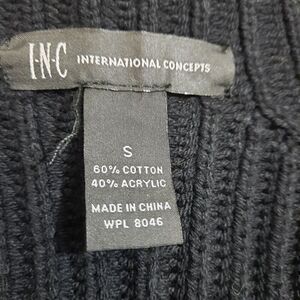 I·N·C INTERNATIONAL CONCEPTS
S
60% COTTON
40% ACRYLIC
MADE IN CHINA
WPL 8046